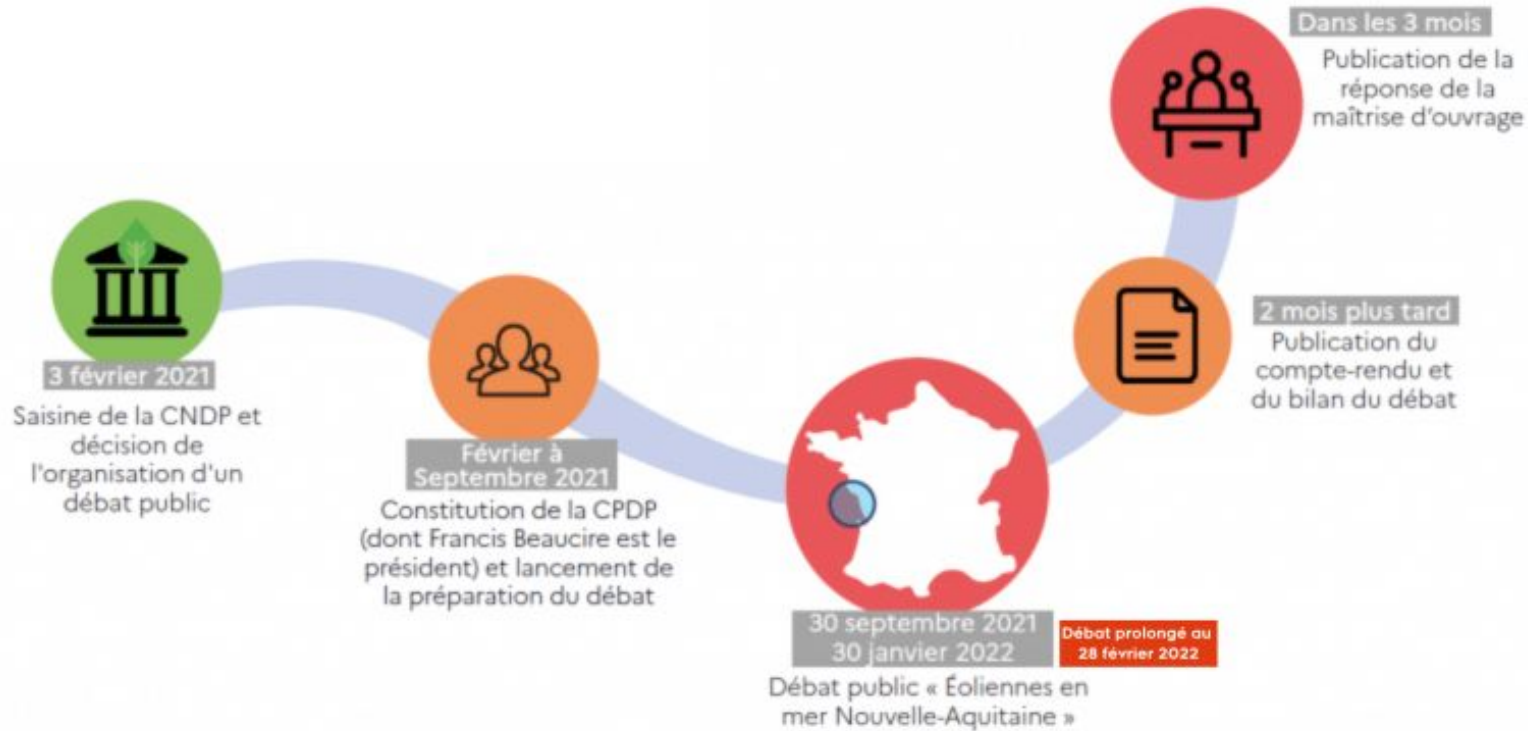 3 février 2021
Saisine de la CNDP et
décision de
l'organisation d'un
débat public
Février à
Septembre 2021
Constitution de la CPDP
(dont Francis Beaucire est le
président) et lancement de
la préparation du débat
30 septembre 2021
30 janvier 2022
Débat prolongé au
28 février 2022
Débat public « Éoliennes en
mer Nouvelle-Aquitaine »
2 mois plus tard
Publication du
compte-rendu et
du bilan du débat
Dans les 3 mois
Publication de la
réponse de la
maîtrise d'ouvrage